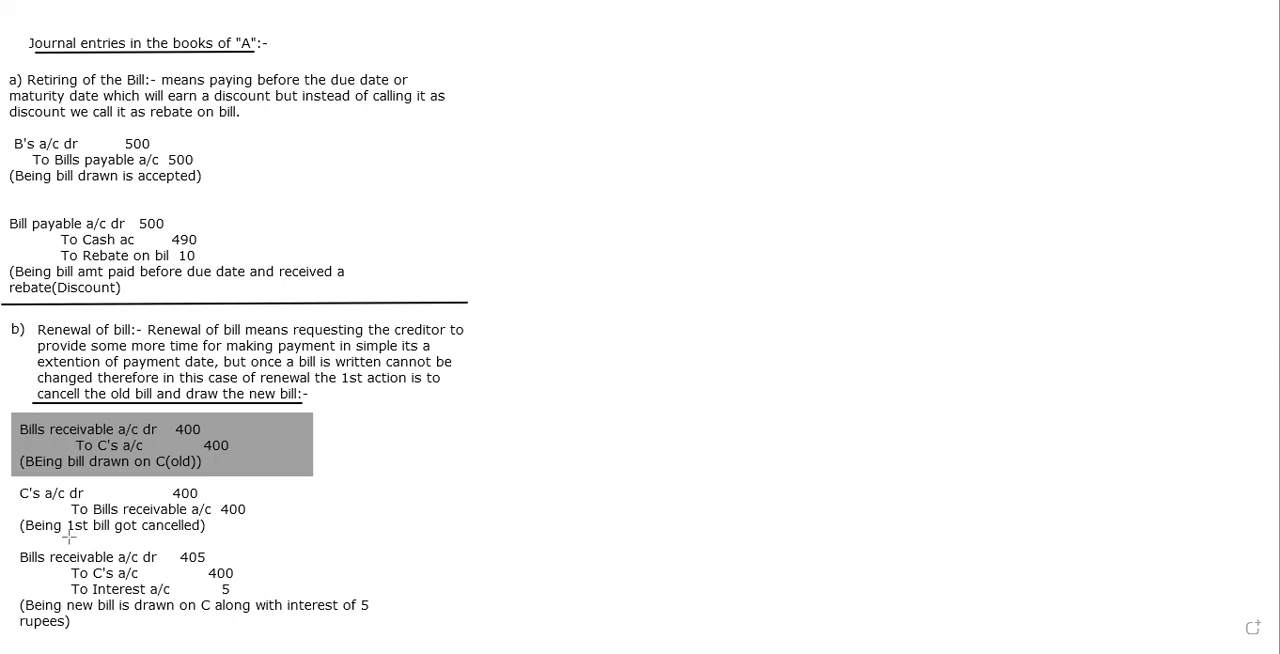 Journal entries in the books of "A":-
a) Retiring of the Bill:- means paying before the due date or
maturity date which will earn a discount but instead of calling it as
discount we call it as rebate on bill.
B's a/c dr 500
To Bills payable a/c 500
(Being bill drawn is accepted)
Bill payable a/c dr 500
To Cash ac 490
To Rebate on bil 10
(Being bill amt paid before due date and received a
rebate(Discount)
b) Renewal of bill:- Renewal of bill means requesting the creditor to
provide some more time for making payment in simple its a
extention of payment date, but once a bill is written cannot be
changed therefore in this case of renewal the 1st action is to
cancell the old bill and draw the new bill:-
Bills receivable a/c dr 400
To C's a/c 400
(BEing bill drawn on C(old))
C's a/c dr 400
To Bills receivable a/c 400
(Being 1st bill got cancelled)
Bills receivable a/c dr 405
To C's a/c 400
To Interest a/c 5
(Being new bill is drawn on C along with interest of 5
rupees)